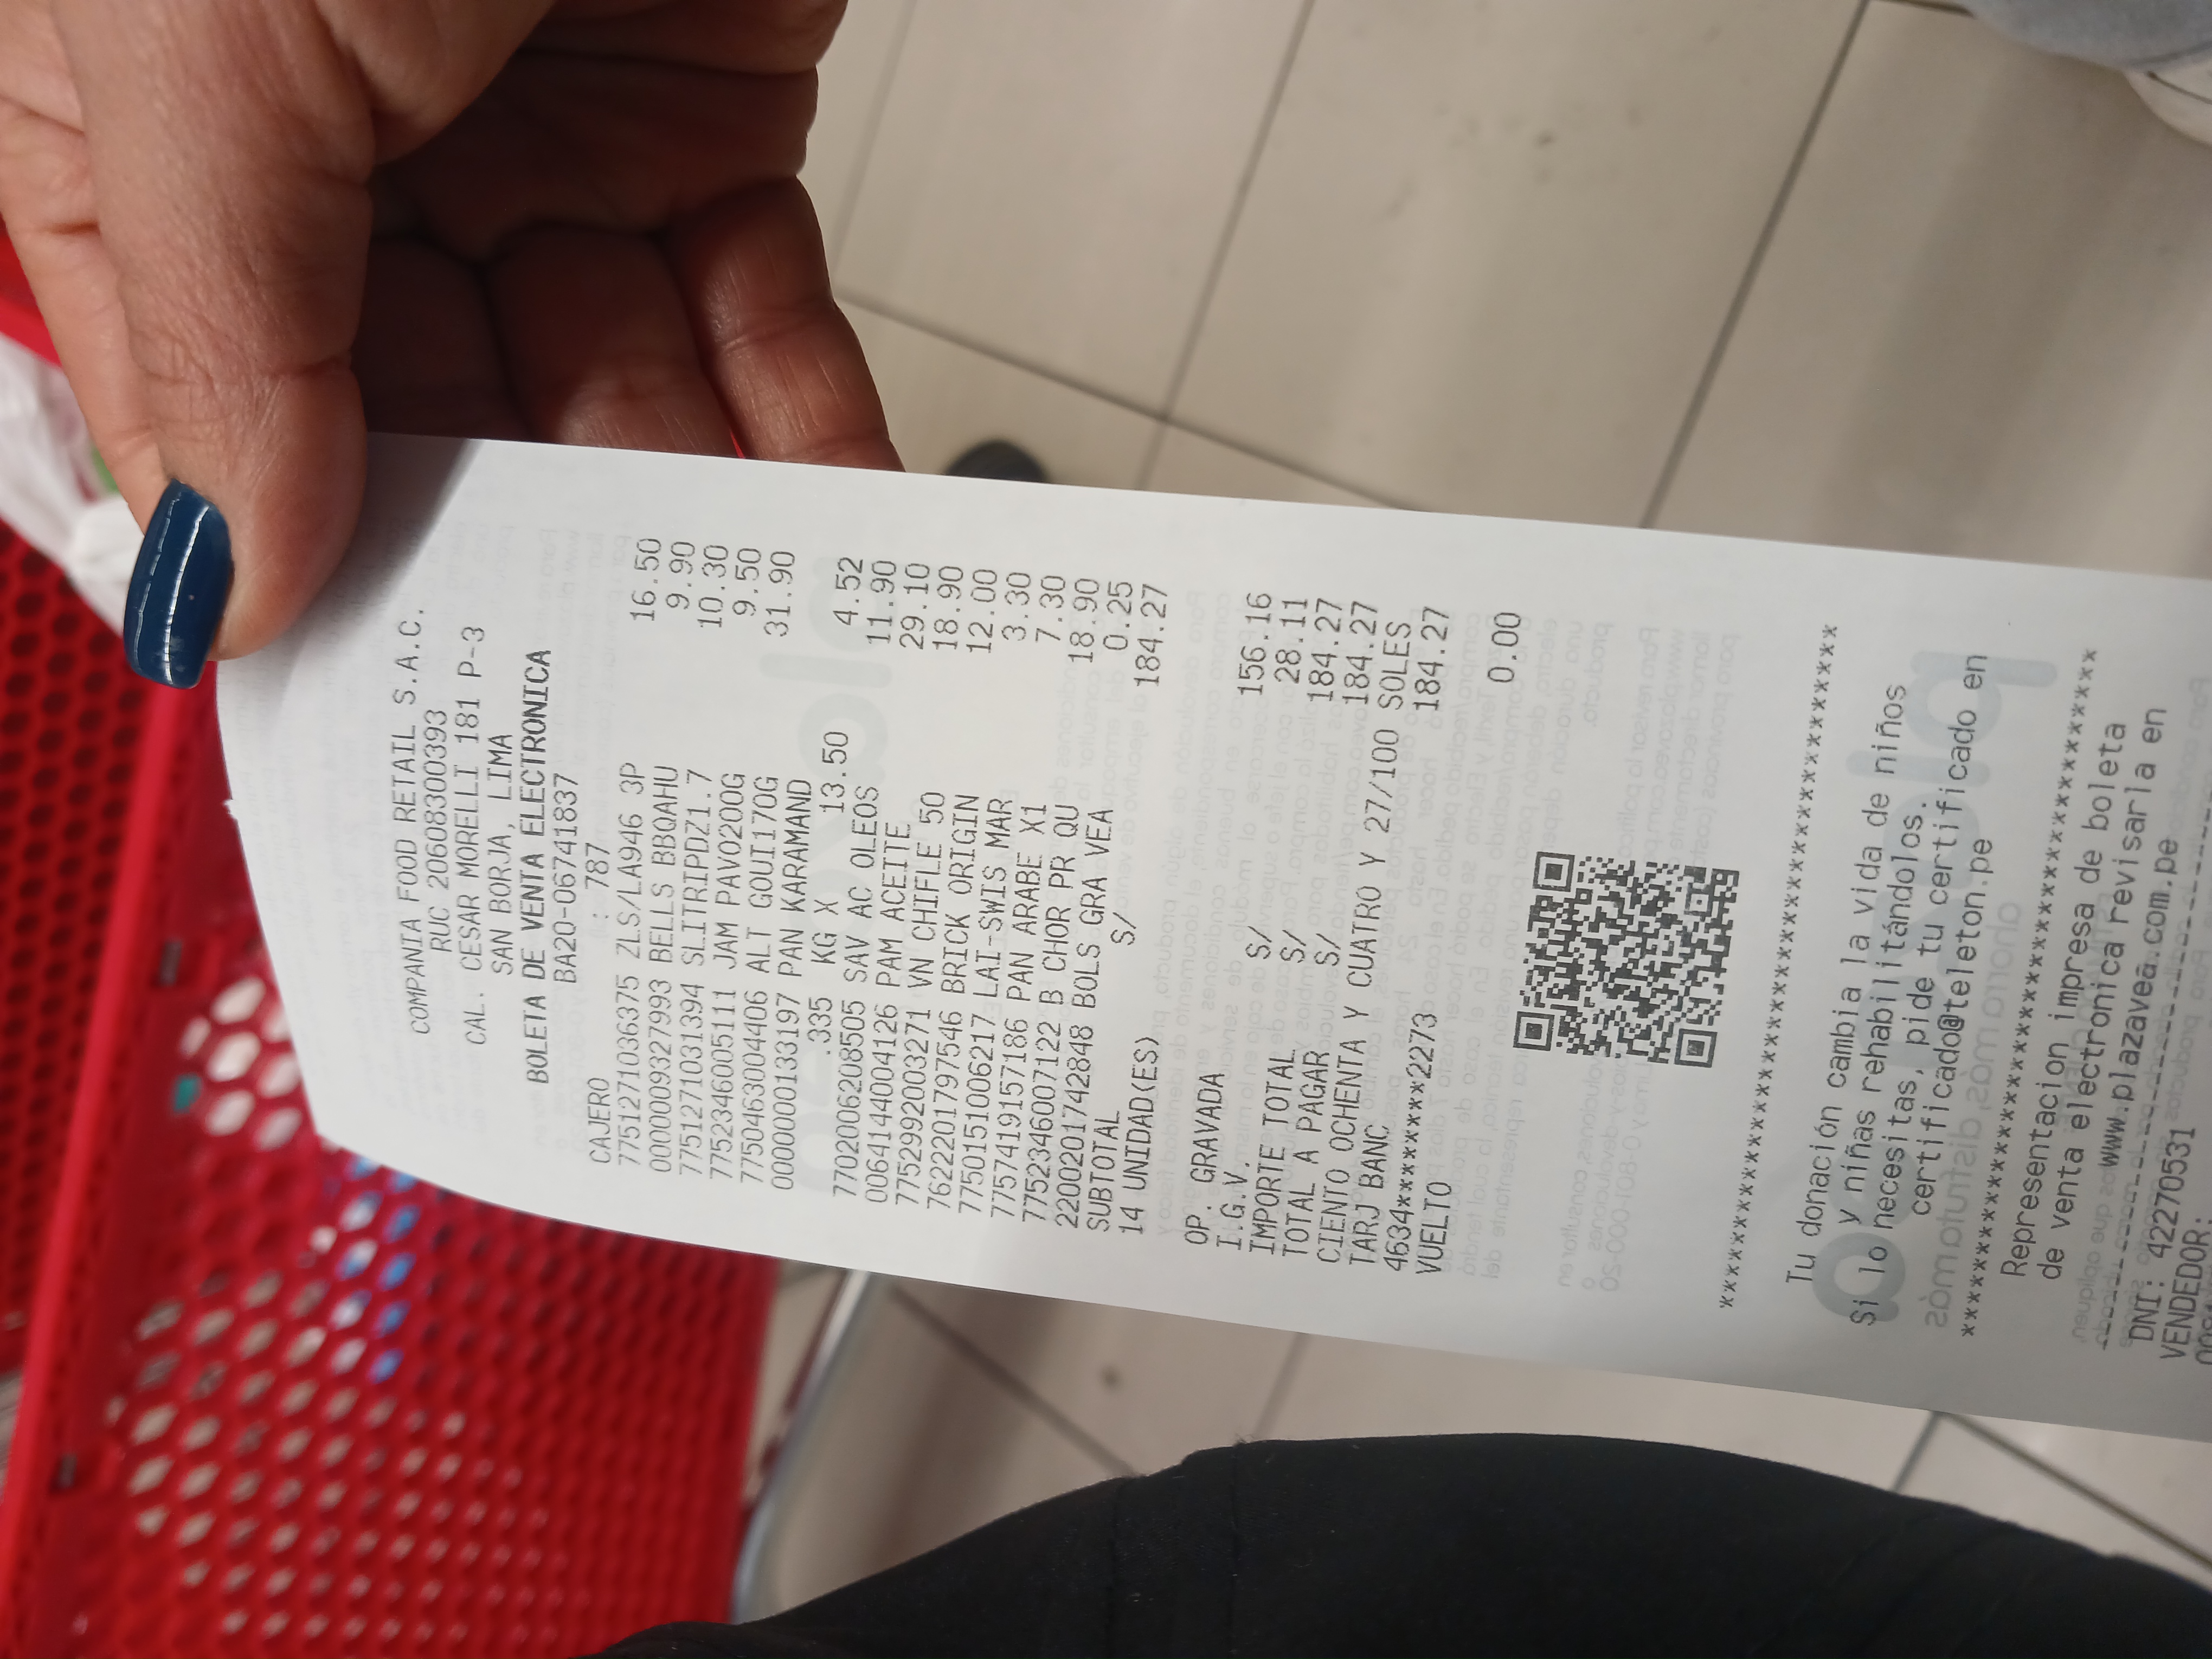 COMPANIA FOOD RETAIL S.A.C.
RUC 20608300393
CAL. CESAR MORELLI 181 P-3
SAN BORJA, LIMA
BOLETA DE VENTA ELECTRONICA
BA20-06741837
CAJERO : 787
7751271036375 ZLS/LA946 3P 16.50
0000009327993 BELLS BBQAHU 9.90
7751271031394 SLITRIPDZ1.7 10.30
7752346005111 JAM PAVO200G 9.50
7750463004406 ALT GOUI170G 31.90
0000000133197 PAN KARAMAND
.335 KG X 13.50 4.52
7702006208505 SAV AC OLEOS 11.90
0064144004126 PAM ACEITE 29.10
7752992003271 VN CHIFLE 50 18.90
7622201797546 BRICK ORIGIN 12.00
7750151006217 LAI-SWIS MAR 3.30
7757419157186 PAN ARABE X1 7.30
7752346007122 B CHOR PR QU 18.90
2200201742848 BOLS GRA VEA 0.25
SUBTOTAL S/ 184.27
14 UNIDAD(ES)
OP. GRAVADA S/ 156.16
I.G.V. S/ 28.11
IMPORTE TOTAL S/ 184.27
TOTAL A PAGAR S/ 184.27
CIENTO OCHENTA Y CUATRO Y 27/100 SOLES
TARJ BANC 184.27
4634********2273
VUELTO 0.00
****************************************
Tu donación cambia la vida de niños
y niñas rehabilitándolos.
Si lo necesitas, pide tu certificado en
certificado@teleton.pe
****************************************
Representacion impresa de boleta
de venta electronica revisarla en
www.plazavea.com.pe
----------------------------------------
DNI: 42270531
VENDEDOR: